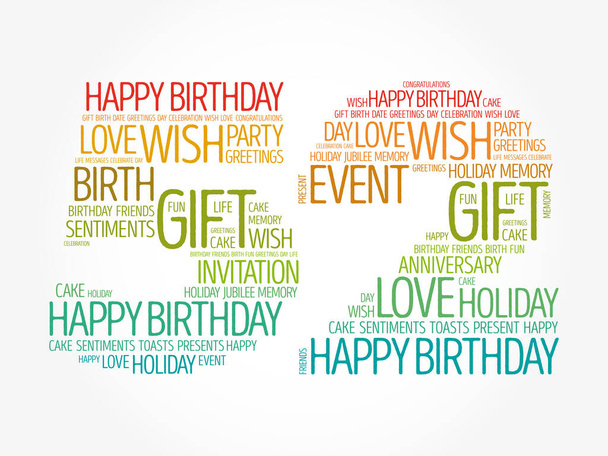 HAPPY BIRTHDAY
GIFT BIRTH DATE GREETINGS DAY CELEBRATION WISH LOVE CONGRATULATIONS
LOVE WISH PARTY
GREETINGS
LIFE MESSAGES CELEBRATE DAY
BIRTH
BIRTHDAY FRIENDS
SENTIMENTS
CELEBRATION
FUN
GIFT
LIFE
CAKE
MEMORY
GREETINGS
CAKE WISH
BIRTHDAY FRIENDS BIRTH FUN GREETINGS DAY LIFE
INVITATION
CAKE HOLIDAY
HOLIDAY JUBILEE MEMORY
HAPPY BIRTHDAY
CAKE SENTIMENTS TOASTS PRESENTS HAPPY
HAPPY LOVE HOLIDAY EVENT
CONGRATULATIONS
WISH HAPPY BIRTHDAY CAKE
GIFT BIRTH DATE GREETINGS DAY CELEBRATION WISH LOVE
DAY LOVE WISH PARTY
GREETINGS
CELEBRATION CAKE
HOLIDAY JUBILEE MEMORY
LIFE MESSAGES CELEBRATE
GREETINGS HOLIDAY MEMORY
PRESENT
EVENT
FUN
GIFT
LIFE
GREETINGS
CAKE
MEMORY
HAPPY
BIRTHDAY FRIENDS BIRTH FUN
ANNIVERSARY
DAY
WISH
LOVE
CAKE
HOLIDAY
CAKE SENTIMENTS TOASTS PRESENT HAPPY
FRIENDS
HAPPY BIRTHDAY